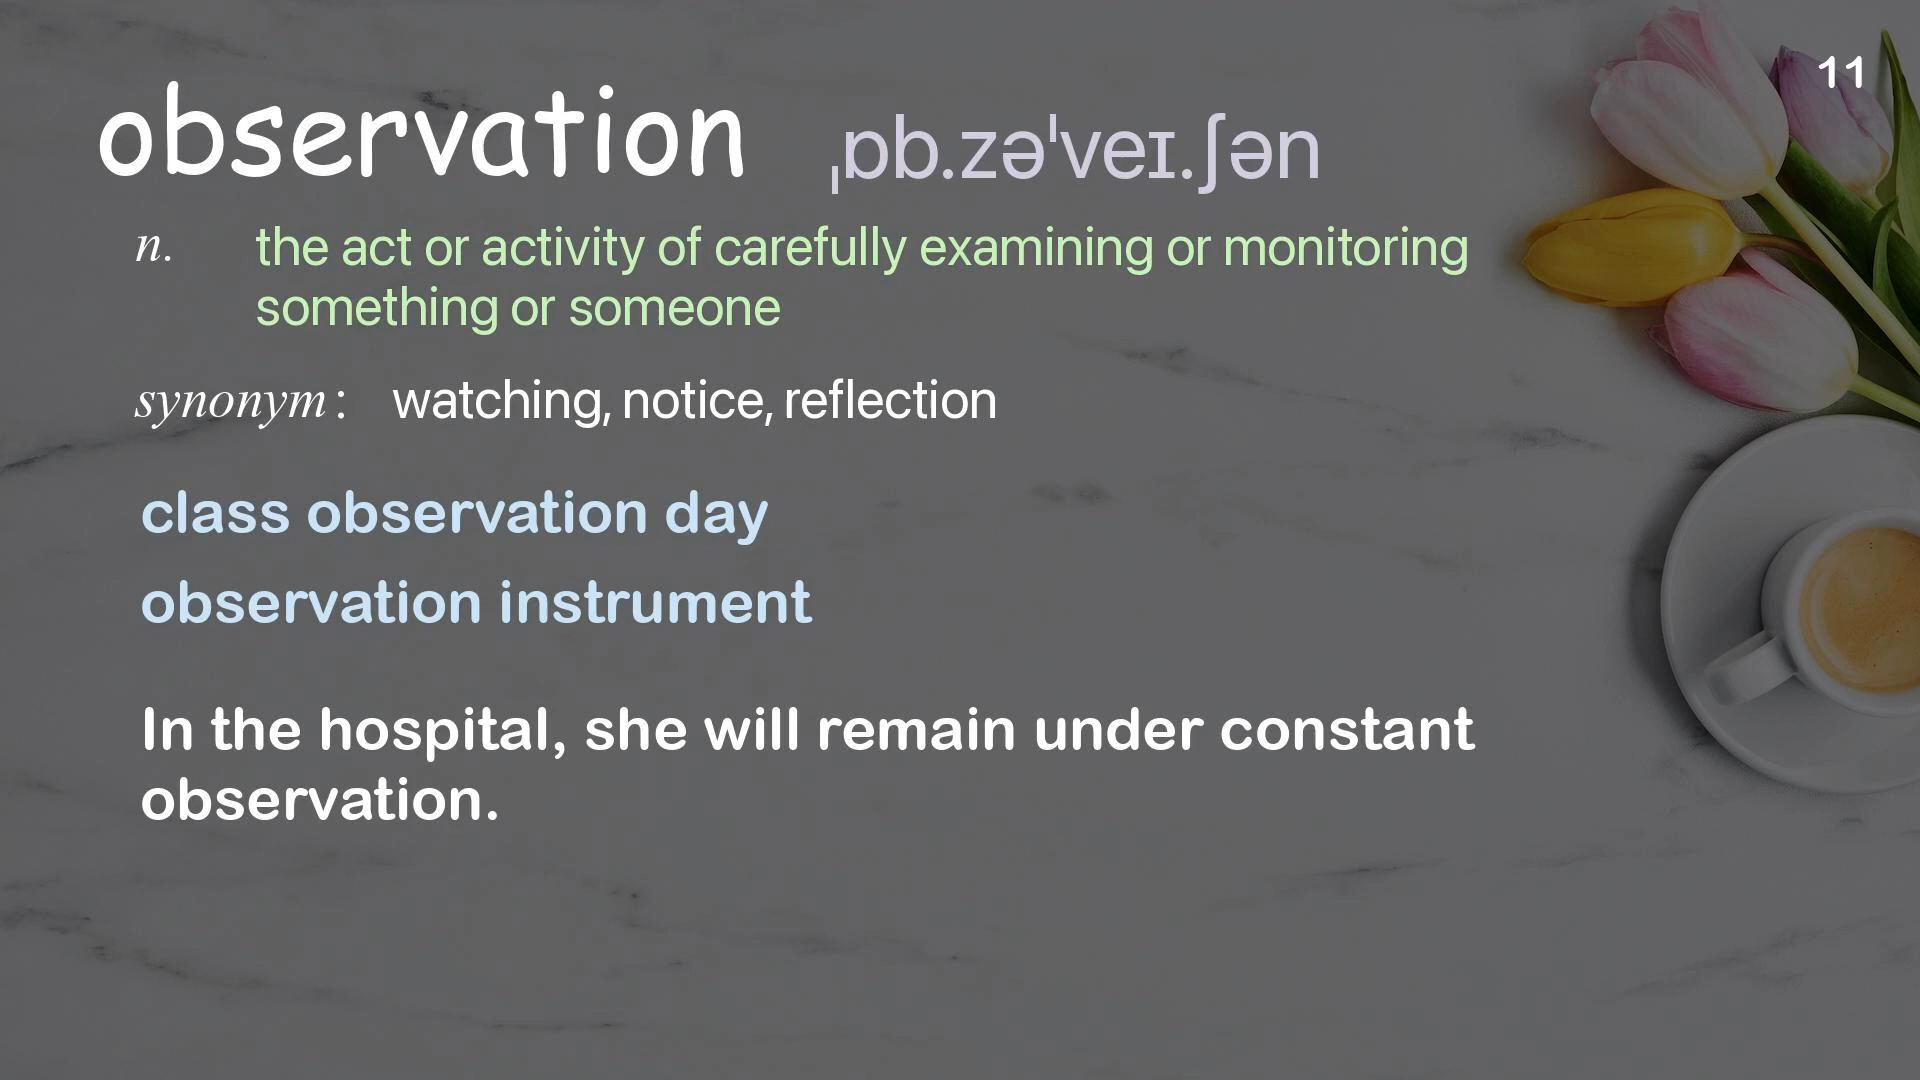 11
observation ˌɒb.zəˈveɪ.ʃən
n. the act or activity of carefully examining or monitoring
something or someone
synonym : watching, notice, reflection
class observation day
observation instrument
In the hospital, she will remain under constant
observation.